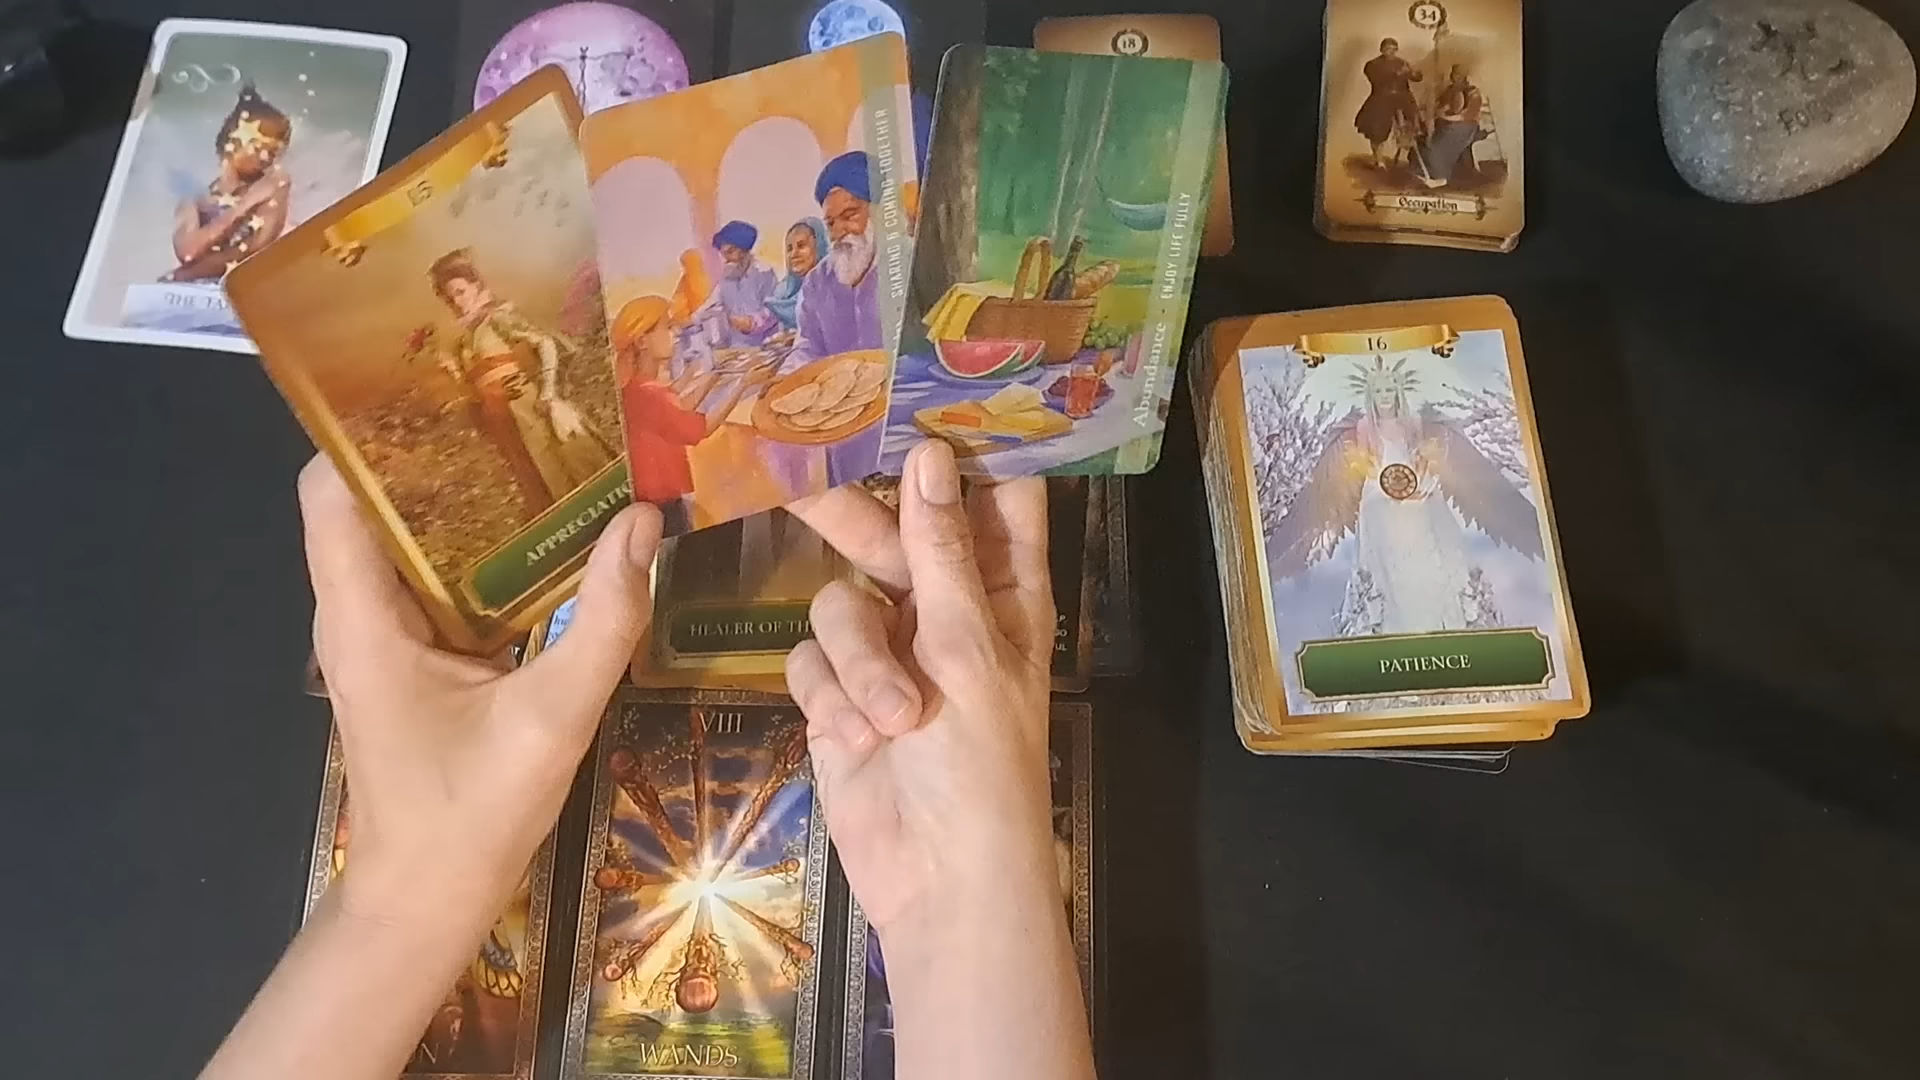 18
34
Occupation
THE TA
APPRECIATIO
SHARING & COMING TOGETHER
Abundance • ENJOY LIFE FULLY
16
PATIENCE
HEALER OF TH
VIII
WANDS